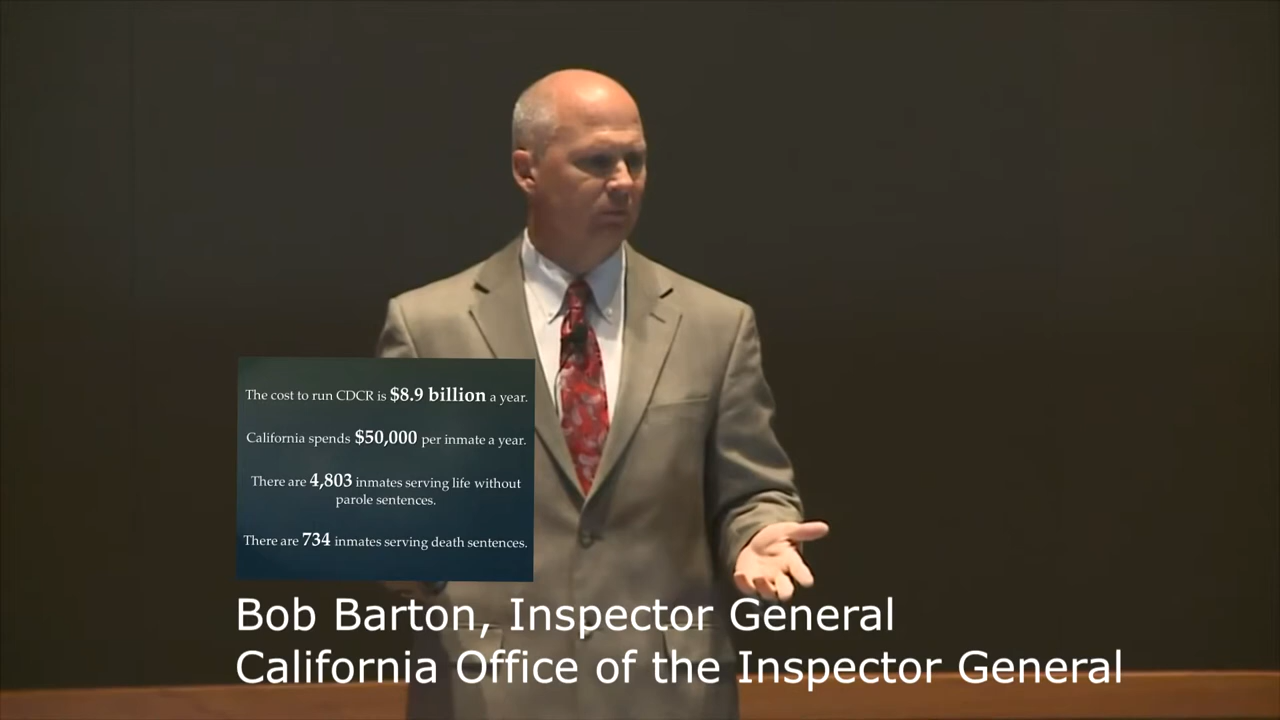 The cost to run CDCR is $8.9 billion a year.
California spends $50,000 per inmate a year.
There are 4,803 inmates serving life without
parole sentences.
There are 734 inmates serving death sentences.
Bob Barton, Inspector General
California Office of the Inspector General